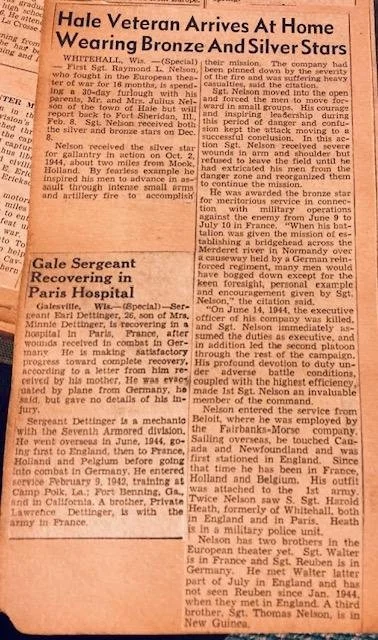 Hale Veteran Arrives At Home
Wearing Bronze And Silver Stars
WHITEHALL, Wis. —(Special)
— First Sgt. Raymond L. Nelson,
who fought in the European thea-
ter of war for 16 months, is spend-
ing a 30-day furlough with his
parents, Mr. and Mrs. Julius Nel-
son of the town of Hale but will
report back to Fort Sheridan, Ill.,
Feb. 8. Sgt. Nelson received both
the silver and bronze stars on Dec.
8.
Nelson received the silver star
for gallantry in action on Oct. 2,
1944, about two miles from Mook,
Holland. By fearless example he
inspired his men to advance in as-
sault through intense small arms
and artillery fire to accomplish
their mission. The company had
been pinned down by the severity
of the fire and was suffering heavy
casualties, said the citation.
Sgt. Nelson moved into the open
and forced the men to move for-
ward in small groups. His courage
and inspiring leadership during
this period of danger and confu-
sion kept the attack moving to a
successful conclusion. In this ac-
tion Sgt. Nelson received severe
wounds in arm and shoulder but
refused to leave the field until he
had extricated his men from the
danger zone and reorganized them
to continue the mission.
He was awarded the bronze star
for meritorious service in connec-
tion with military operations
against the enemy from June 9 to
July 10 in France. "When his bat-
talion was given the mission of es-
tablishing a bridgehead across the
Merderet river in Normandy over
a causeway held by a German rein-
forced regiment, many men would
have bogged down except for the
keen foresight, personal example
and encouragement given by Sgt.
Nelson," the citation said.
"On June 14, 1944, the executive
officer of his company was killed,
and Sgt. Nelson immediately as-
sumed the duties as executive, and
in addition led the second platoon
through the rest of the campaign.
His profound devotion to duty un-
der adverse battle conditions,
coupled with the highest efficiency,
made 1st Sgt. Nelson an invaluable
member of the command.
Nelson entered the service from
Beloit, where he was employed by
the Fairbanks-Morse company.
Sailing overseas, he touched Can-
ada and Newfoundland and was
first stationed in England. Since
that time he has been in France,
Holland and Belgium. His outfit
was attached to the 1st army.
Twice Nelson saw S. Sgt. Harold
Heath, formerly of Whitehall, both
in England and in Paris. Heath
is in a military police unit.
Nelson has two brothers in the
European theater yet. Sgt. Walter
is in France and Sgt. Reuben is in
Germany. He met Walter latter
part of July in England and has
not seen Reuben since Jan. 1944,
when they met in England. A third
brother, Sgt. Thomas Nelson, is in
New Guinea.
Gale Sergeant
Recovering in
Paris Hospital
Galesville, Wis.—(Special)—Ser-
geant Earl Dettinger, 26, son of Mrs.
Minnie Dettinger, is recovering in a
hospital in Paris, France, after
wounds received in combat in Ger-
many. He is making satisfactory
progress toward complete recovery,
according to a letter from him re-
ceived by his mother. He was evac-
uated by plane from Germany, he
said, but gave no details of his in-
jury.
Sergeant Dettinger is a mechanic
with the Seventh Armored division.
He went overseas in June, 1944, go-
ing first to England, then to France,
Holland and Belgium before going
into combat in Germany. He entered
service February 9, 1942, training at
Camp Polk, La.; Fort Benning, Ga.,
and in California. A brother, Private
Lawrence Dettinger, is with the
army in France.